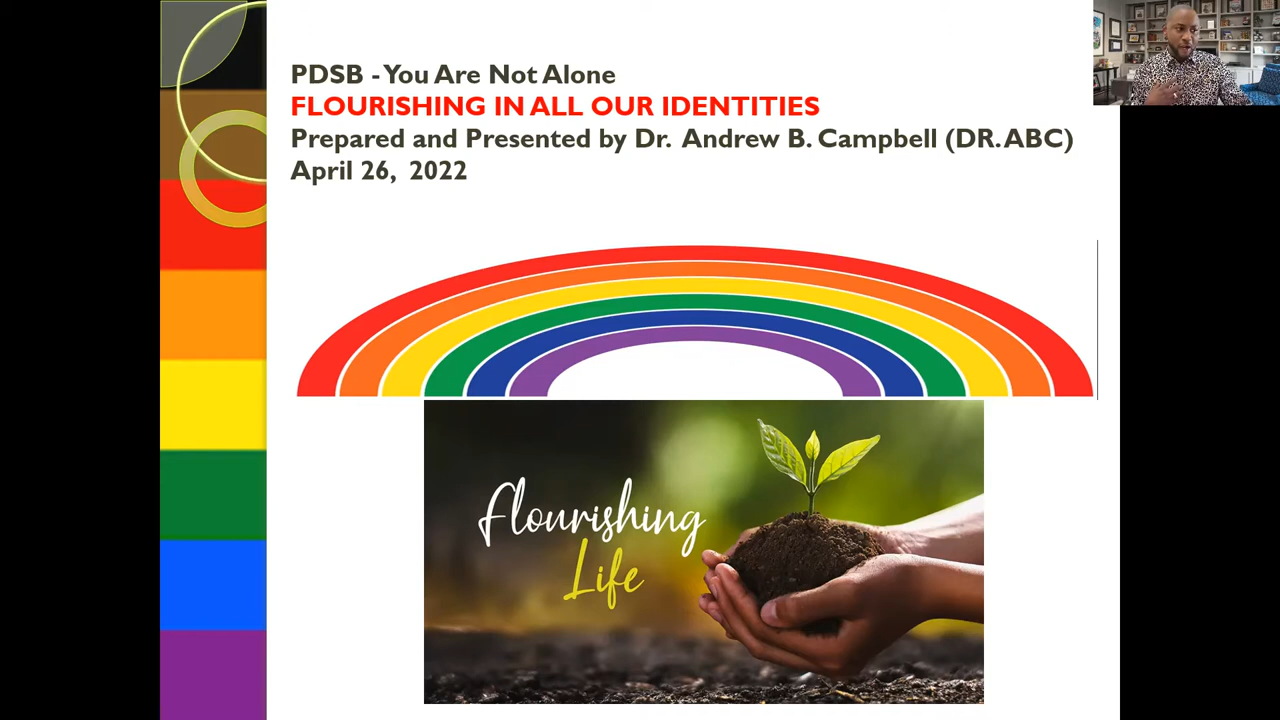 PDSB - You Are Not Alone
FLOURISHING IN ALL OUR IDENTITIES
Prepared and Presented by Dr. Andrew B. Campbell (DR. ABC)
April 26, 2022
Flourishing
Life